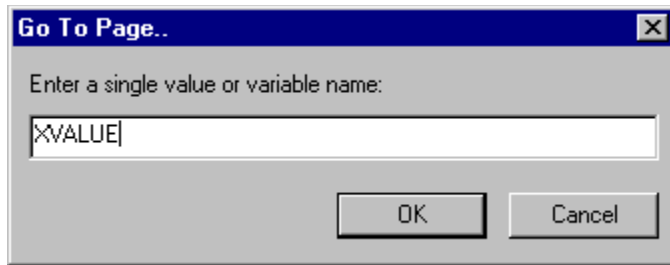 Go To Page..
Enter a single value or variable name:
XVALUE
OK Cancel